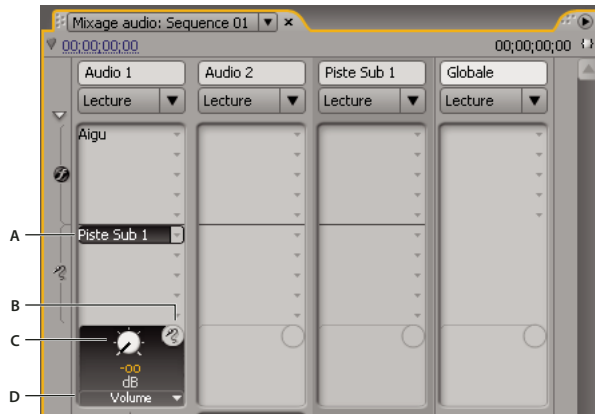 Mixage audio: Sequence 01
00;00;00;00
00;00;00;00
Audio 1
Audio 2
Piste Sub 1
Globale
Lecture
Lecture
Lecture
Lecture
Aigu
A
Piste Sub 1
B
C
-oo
dB
D
Volume